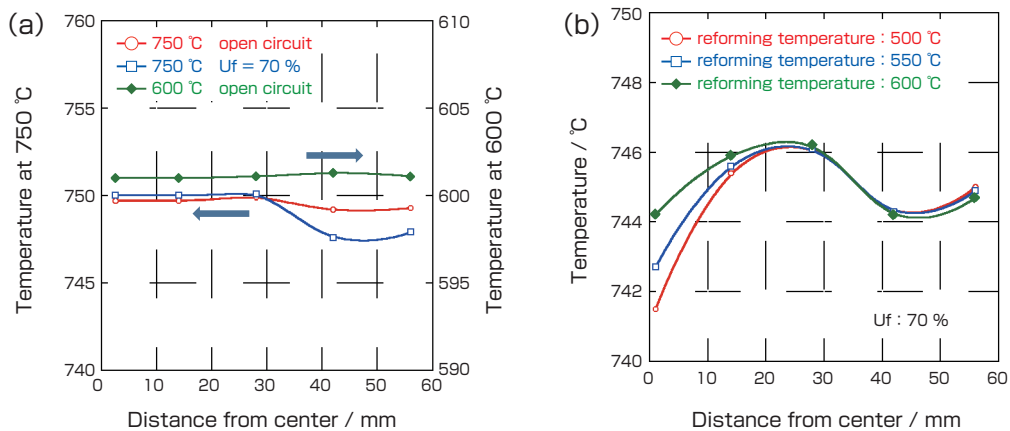 (a)
760
755
750
745
740
Temperature at 750 ℃
750 ℃ open circuit
750 ℃ Uf = 70 %
600 ℃ open circuit
610
605
600
595
590
Temperature at 600 ℃
0 10 20 30 40 50 60
Distance from center / mm
(b)
750
748
746
744
742
740
Temperature / ℃
reforming temperature : 500 ℃
reforming temperature : 550 ℃
reforming temperature : 600 ℃
Uf : 70 %
0 10 20 30 40 50 60
Distance from center / mm